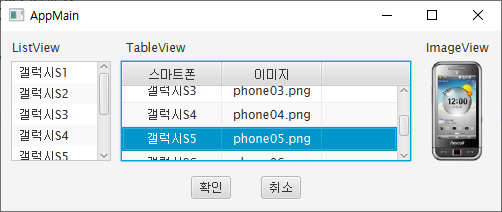 AppMain
ListView
TableView
ImageView
갤럭시S1
갤럭시S2
갤럭시S3
갤럭시S4
갤럭시S5
스마트폰 이미지
갤럭시S3 phone03.png
갤럭시S4 phone04.png
갤럭시S5 phone05.png
12:00
확인 취소